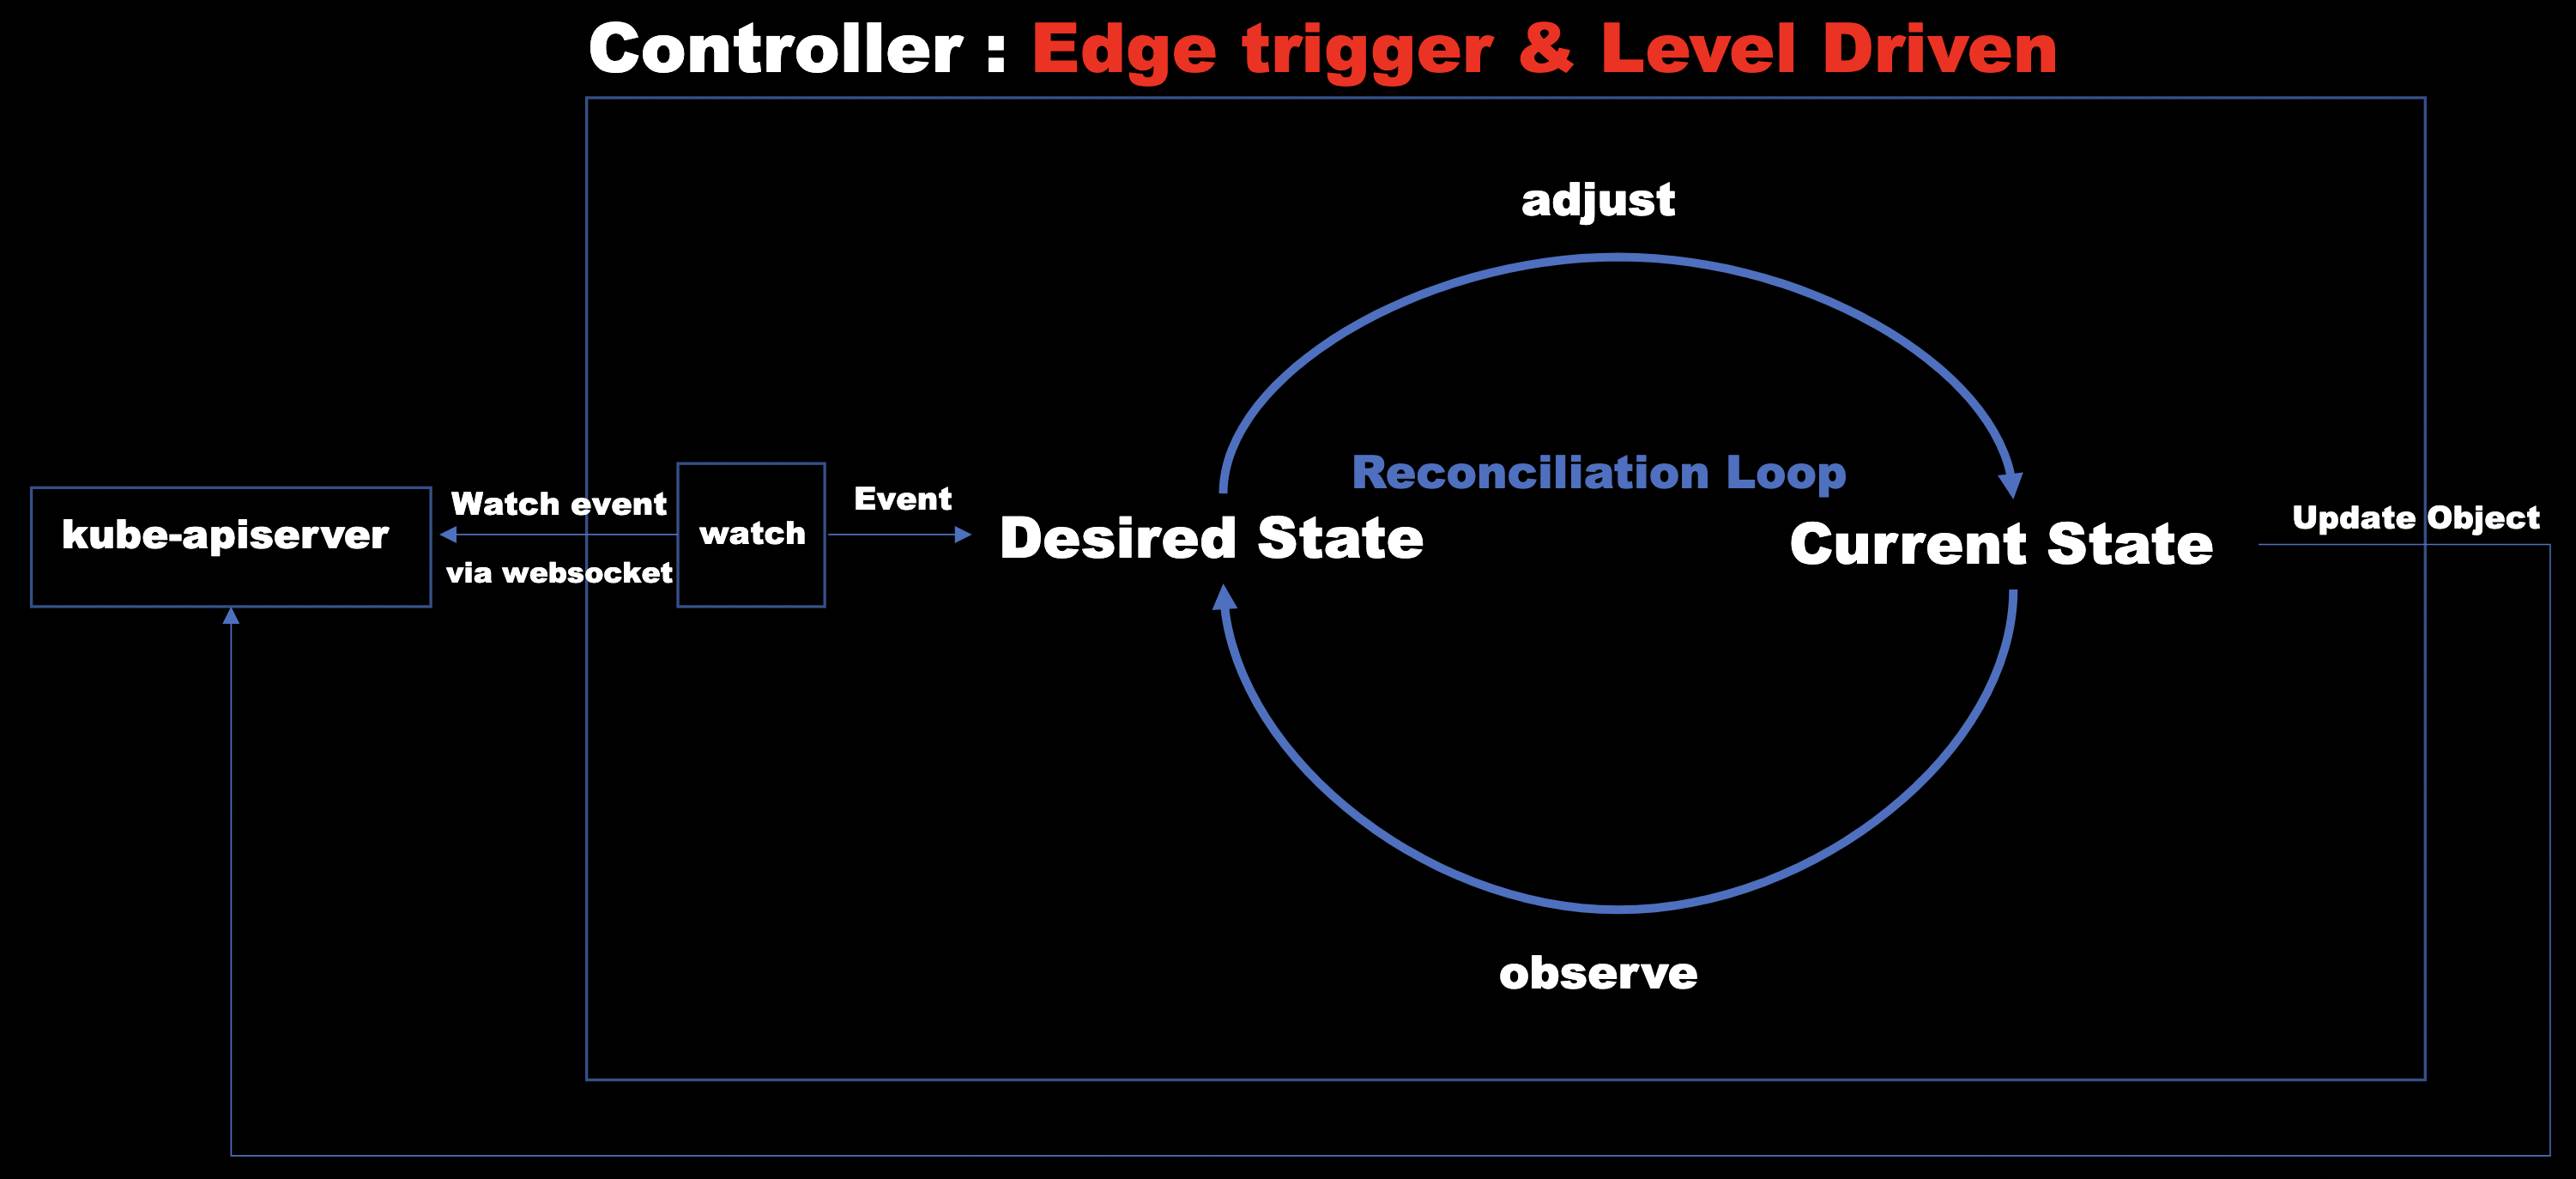 Controller : Edge trigger & Level Driven
adjust
Reconciliation Loop
kube-apiserver
Watch event
via websocket
watch
Event
Desired State
Current State
Update Object
observe